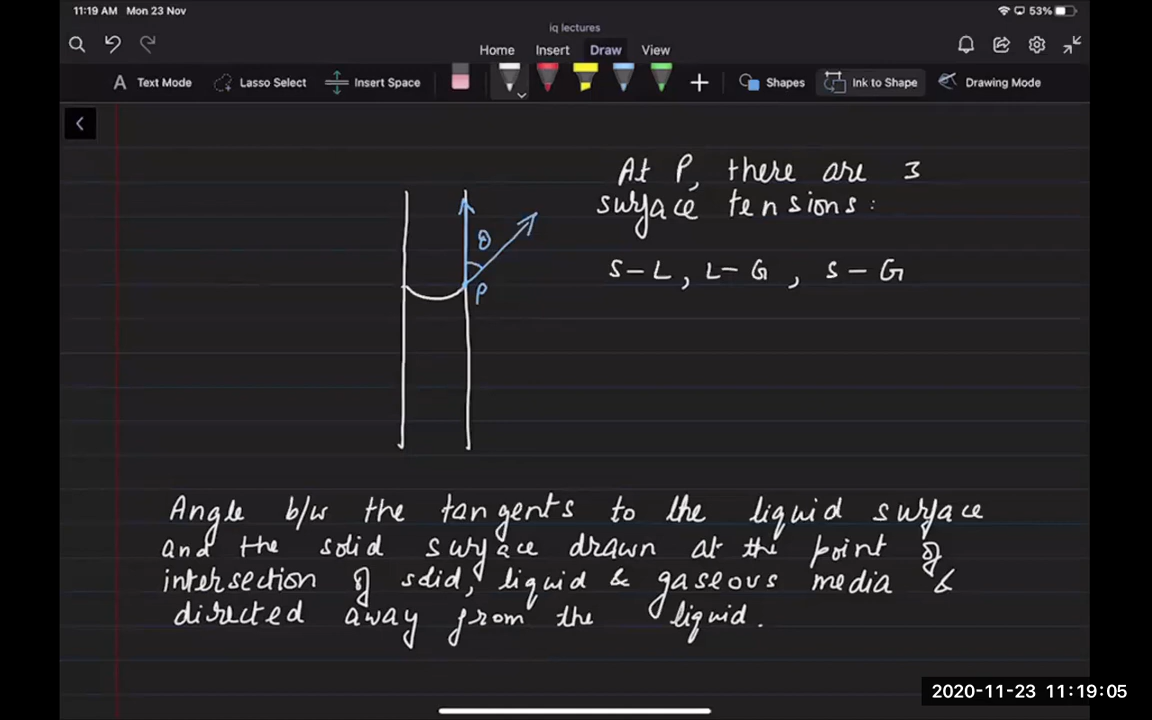 11:19 AM Mon 23 Nov
53%
iq lectures
Home Insert Draw View
Text Mode Lasso Select Insert Space Shapes Ink to Shape Drawing Mode
At P, there are 3
surface tensions:
S-L, L-G, S-G
θ
P
Angle b/w the tangents to the liquid surface
and the solid surface drawn at the point of
intersection of solid, liquid & gaseous media &
directed away from the liquid.
2020-11-23 11:19:05